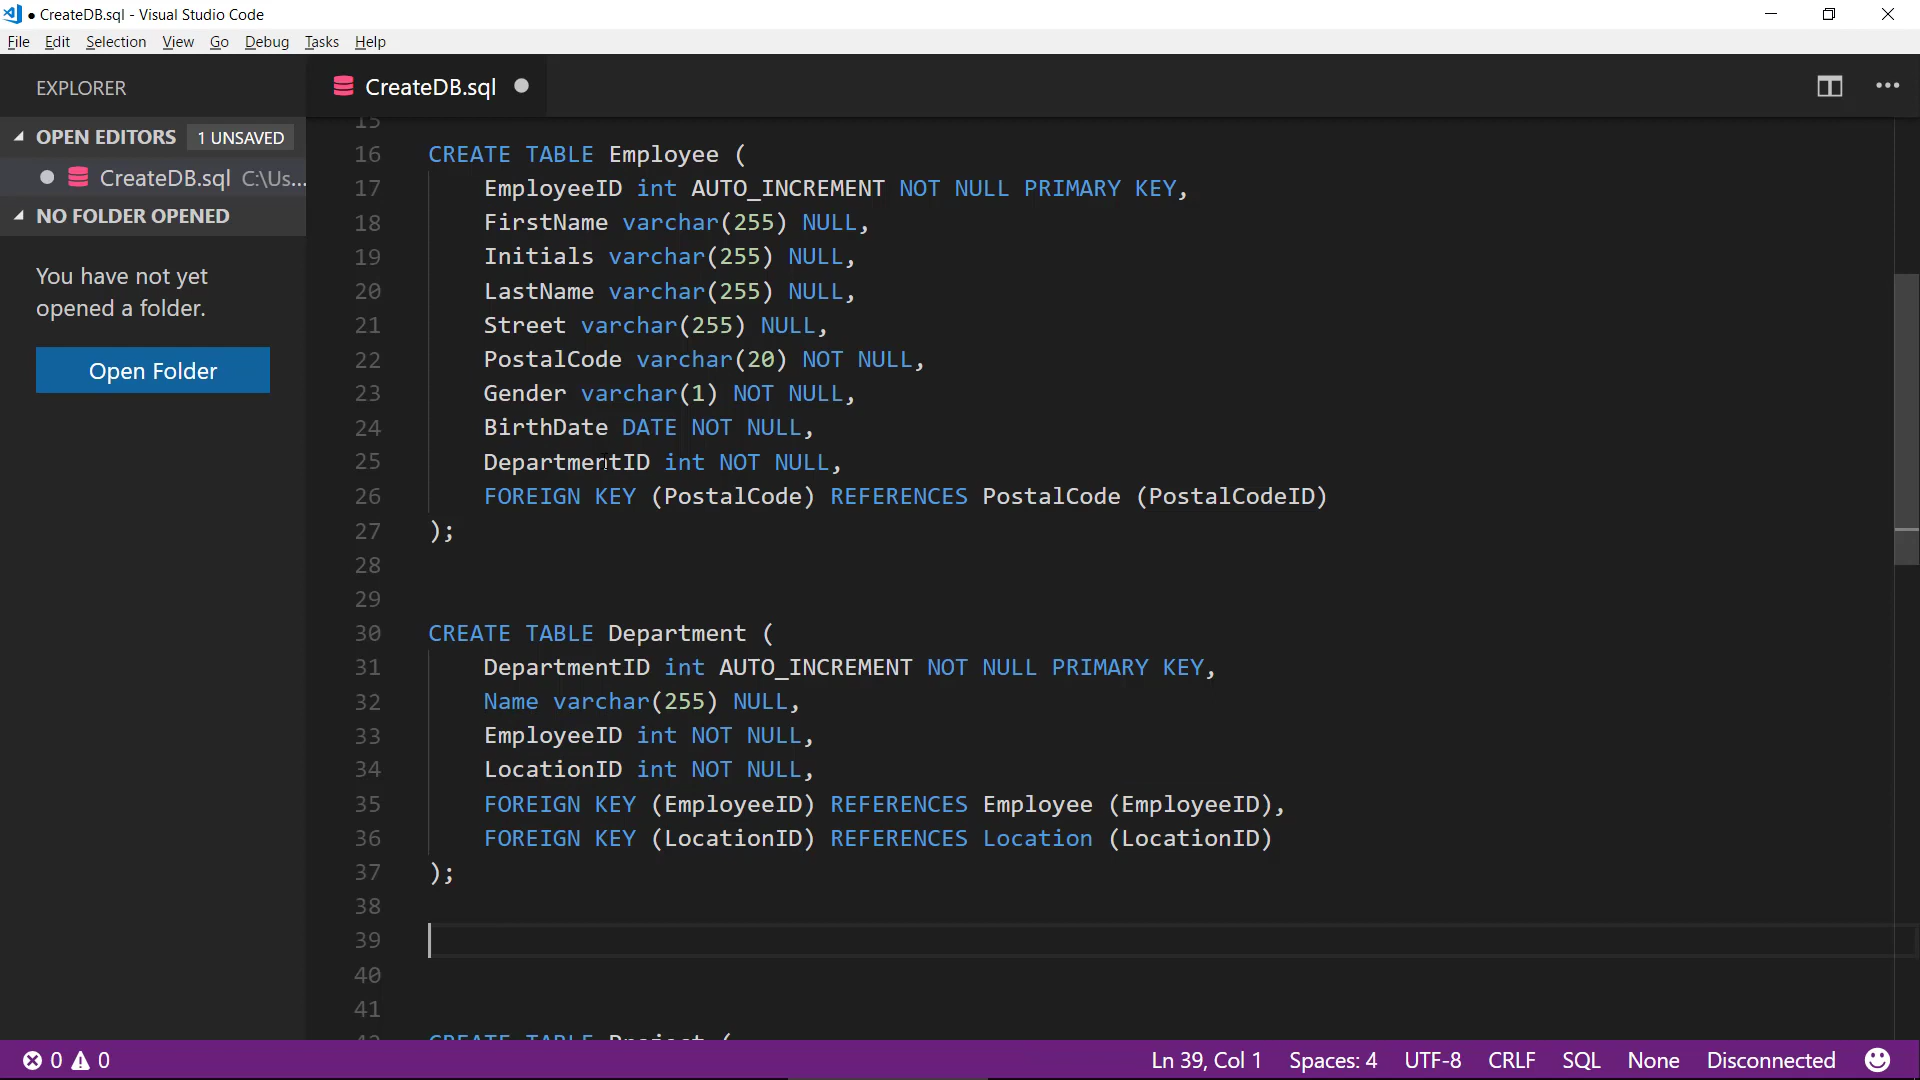 ● CreateDB.sql - Visual Studio Code
File Edit Selection View Go Debug Tasks Help
EXPLORER
CreateDB.sql
OPEN EDITORS 1 UNSAVED
CreateDB.sql C:\Us...
NO FOLDER OPENED
You have not yet
opened a folder.
Open Folder
15
16 CREATE TABLE Employee (
17 EmployeeID int AUTO_INCREMENT NOT NULL PRIMARY KEY,
18 FirstName varchar(255) NULL,
19 Initials varchar(255) NULL,
20 LastName varchar(255) NULL,
21 Street varchar(255) NULL,
22 PostalCode varchar(20) NOT NULL,
23 Gender varchar(1) NOT NULL,
24 BirthDate DATE NOT NULL,
25 DepartmentID int NOT NULL,
26 FOREIGN KEY (PostalCode) REFERENCES PostalCode (PostalCodeID)
27 );
28
29
30 CREATE TABLE Department (
31 DepartmentID int AUTO_INCREMENT NOT NULL PRIMARY KEY,
32 Name varchar(255) NULL,
33 EmployeeID int NOT NULL,
34 LocationID int NOT NULL,
35 FOREIGN KEY (EmployeeID) REFERENCES Employee (EmployeeID),
36 FOREIGN KEY (LocationID) REFERENCES Location (LocationID)
37 );
38
39
40
41
42 CREATE TABLE Project (
0 0 Ln 39, Col 1 Spaces: 4 UTF-8 CRLF SQL None Disconnected